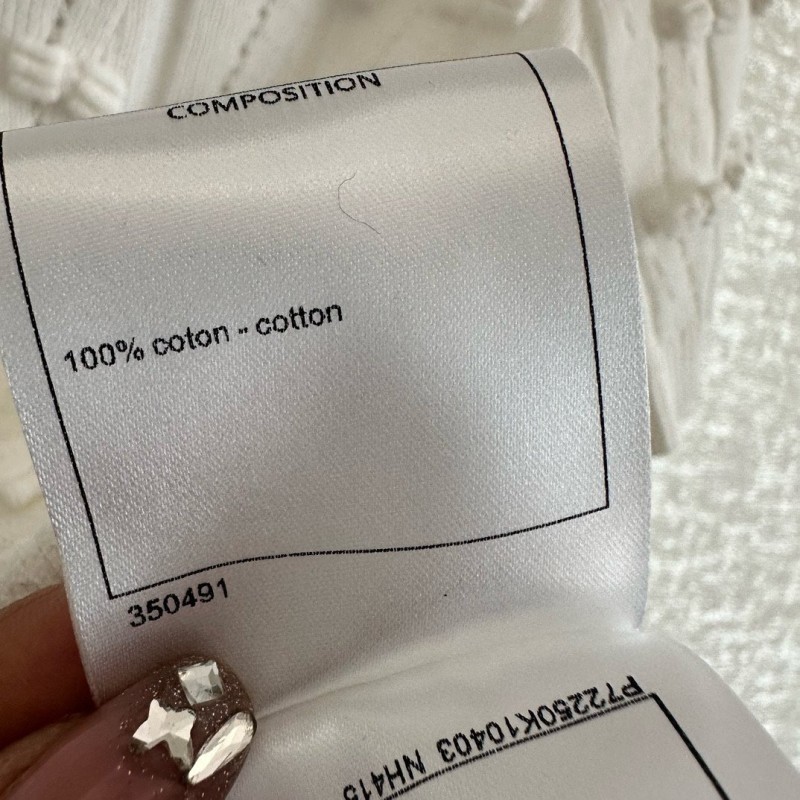 COMPOSITION
100% coton - cotton
350491
P72250K10403 NH415